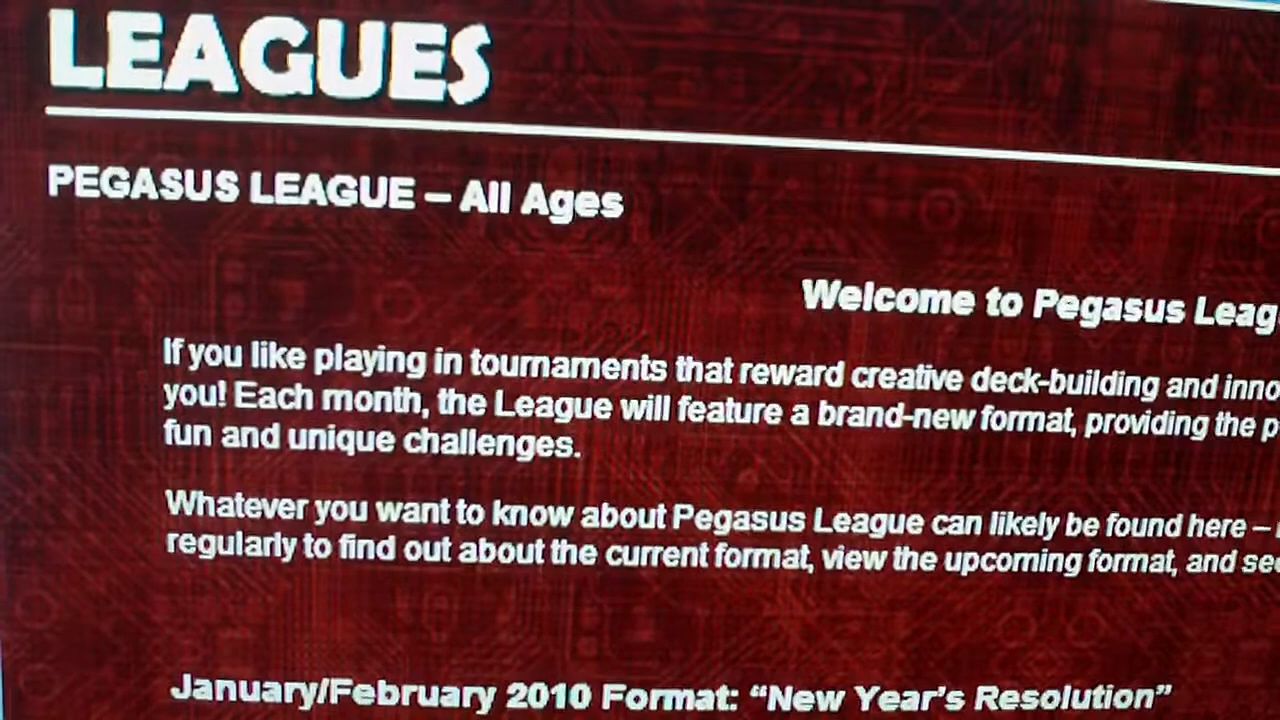 LEAGUES
PEGASUS LEAGUE – All Ages
Welcome to Pegasus
If you like playing in tournaments that reward creative deck-building and
you! Each month, the League will feature a brand-new format, providing the
fun and unique challenges.
Whatever you want to know about Pegasus League can likely be found here –
regularly to find out about the current format, view the upcoming format, and
January/February 2010 Format: “New Year’s Resolution”